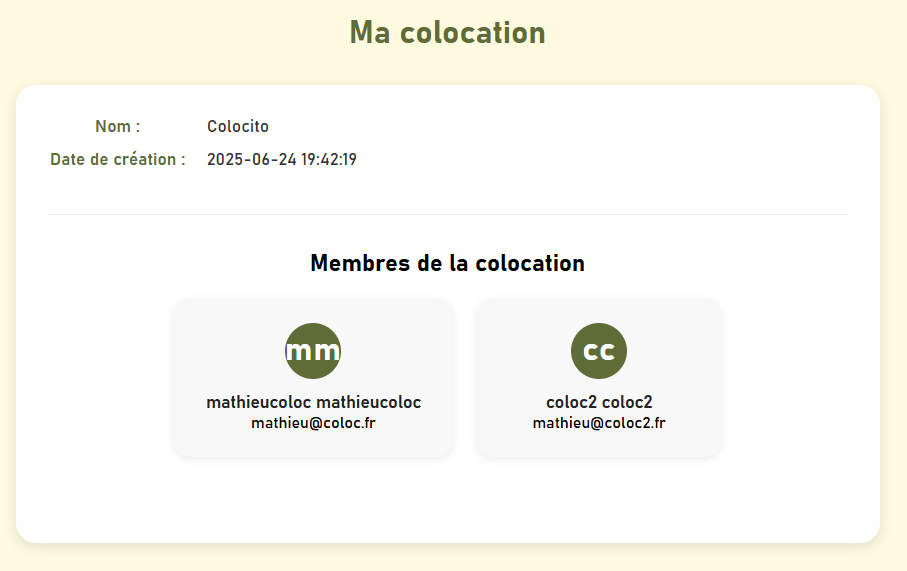 Ma colocation
Nom : Colocito
Date de création : 2025-06-24 19:42:19
Membres de la colocation
mm
mathieucoloc mathieucoloc
mathieu@coloc.fr
cc
coloc2 coloc2
mathieu@coloc2.fr